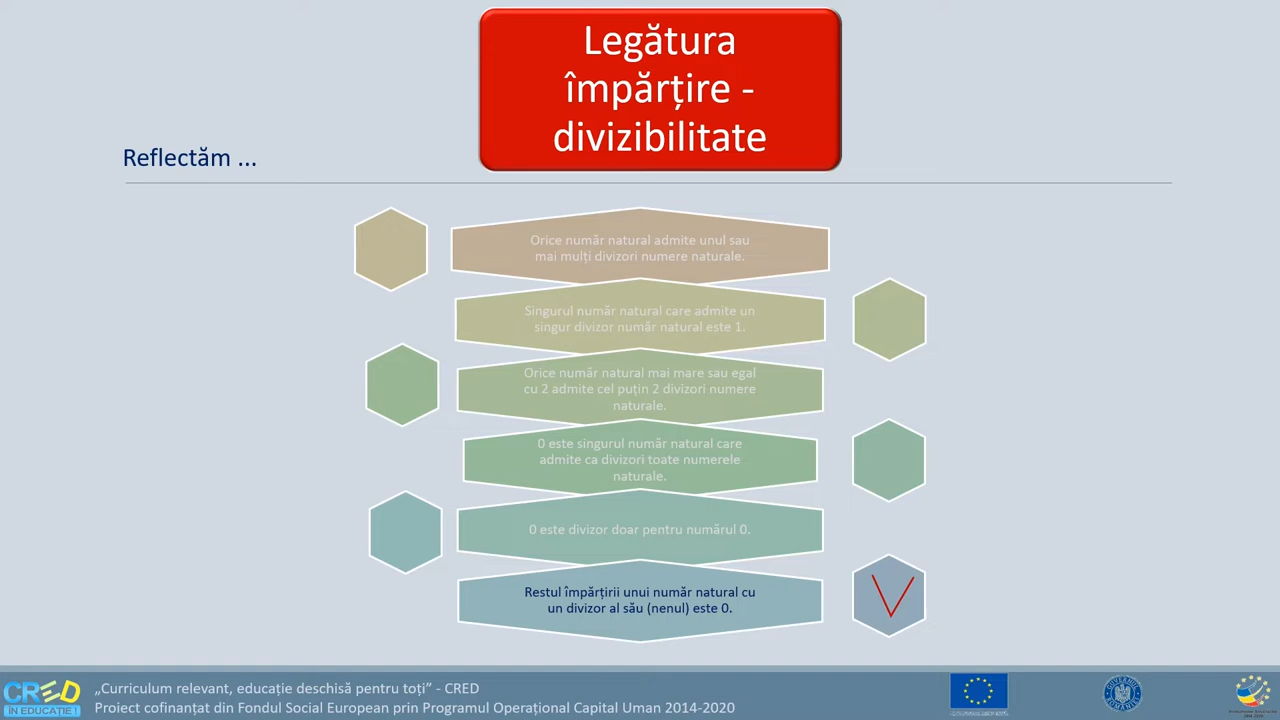 Legătura
împărțire -
divizibilitate
Reflectăm ...
Orice număr natural admite unul sau
mai mulți divizori numere naturale.
Singurul număr natural care admite un
singur divizor număr natural este 1.
Orice număr natural mai mare sau egal
cu 2 admite cel puțin 2 divizori numere
naturale.
0 este singurul număr natural care
admite ca divizori toate numerele
naturale.
0 este divizor doar pentru numărul 0.
Restul împărțirii unui număr natural cu
un divizor al său (nenul) este 0.
CRED
ÎN EDUCAȚIE !
„Curriculum relevant, educație deschisă pentru toți” - CRED
Proiect cofinanțat din Fondul Social European prin Programul Operațional Capital Uman 2014-2020